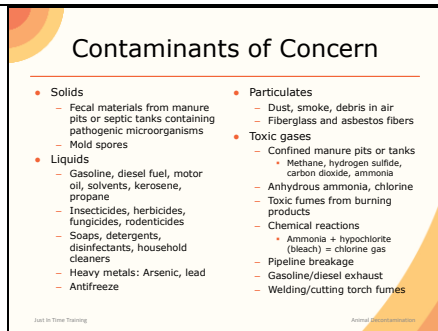 Contaminants of Concern
• Solids
– Fecal materials from manure
pits or septic tanks containing
pathogenic microorganisms
– Mold spores
• Liquids
– Gasoline, diesel fuel, motor
oil, solvents, kerosene,
propane
– Insecticides, herbicides,
fungicides, rodenticides
– Soaps, detergents,
disinfectants, household
cleaners
– Heavy metals: Arsenic, lead
– Antifreeze
• Particulates
– Dust, smoke, debris in air
– Fiberglass and asbestos fibers
• Toxic gases
– Confined manure pits or tanks
• Methane, hydrogen sulfide,
carbon dioxide, ammonia
– Anhydrous ammonia, chlorine
– Toxic fumes from burning
products
– Chemical reactions
• Ammonia + hypochlorite
(bleach) = chlorine gas
– Pipeline breakage
– Gasoline/diesel exhaust
– Welding/cutting torch fumes
Just In Time Training
Animal Decontamination